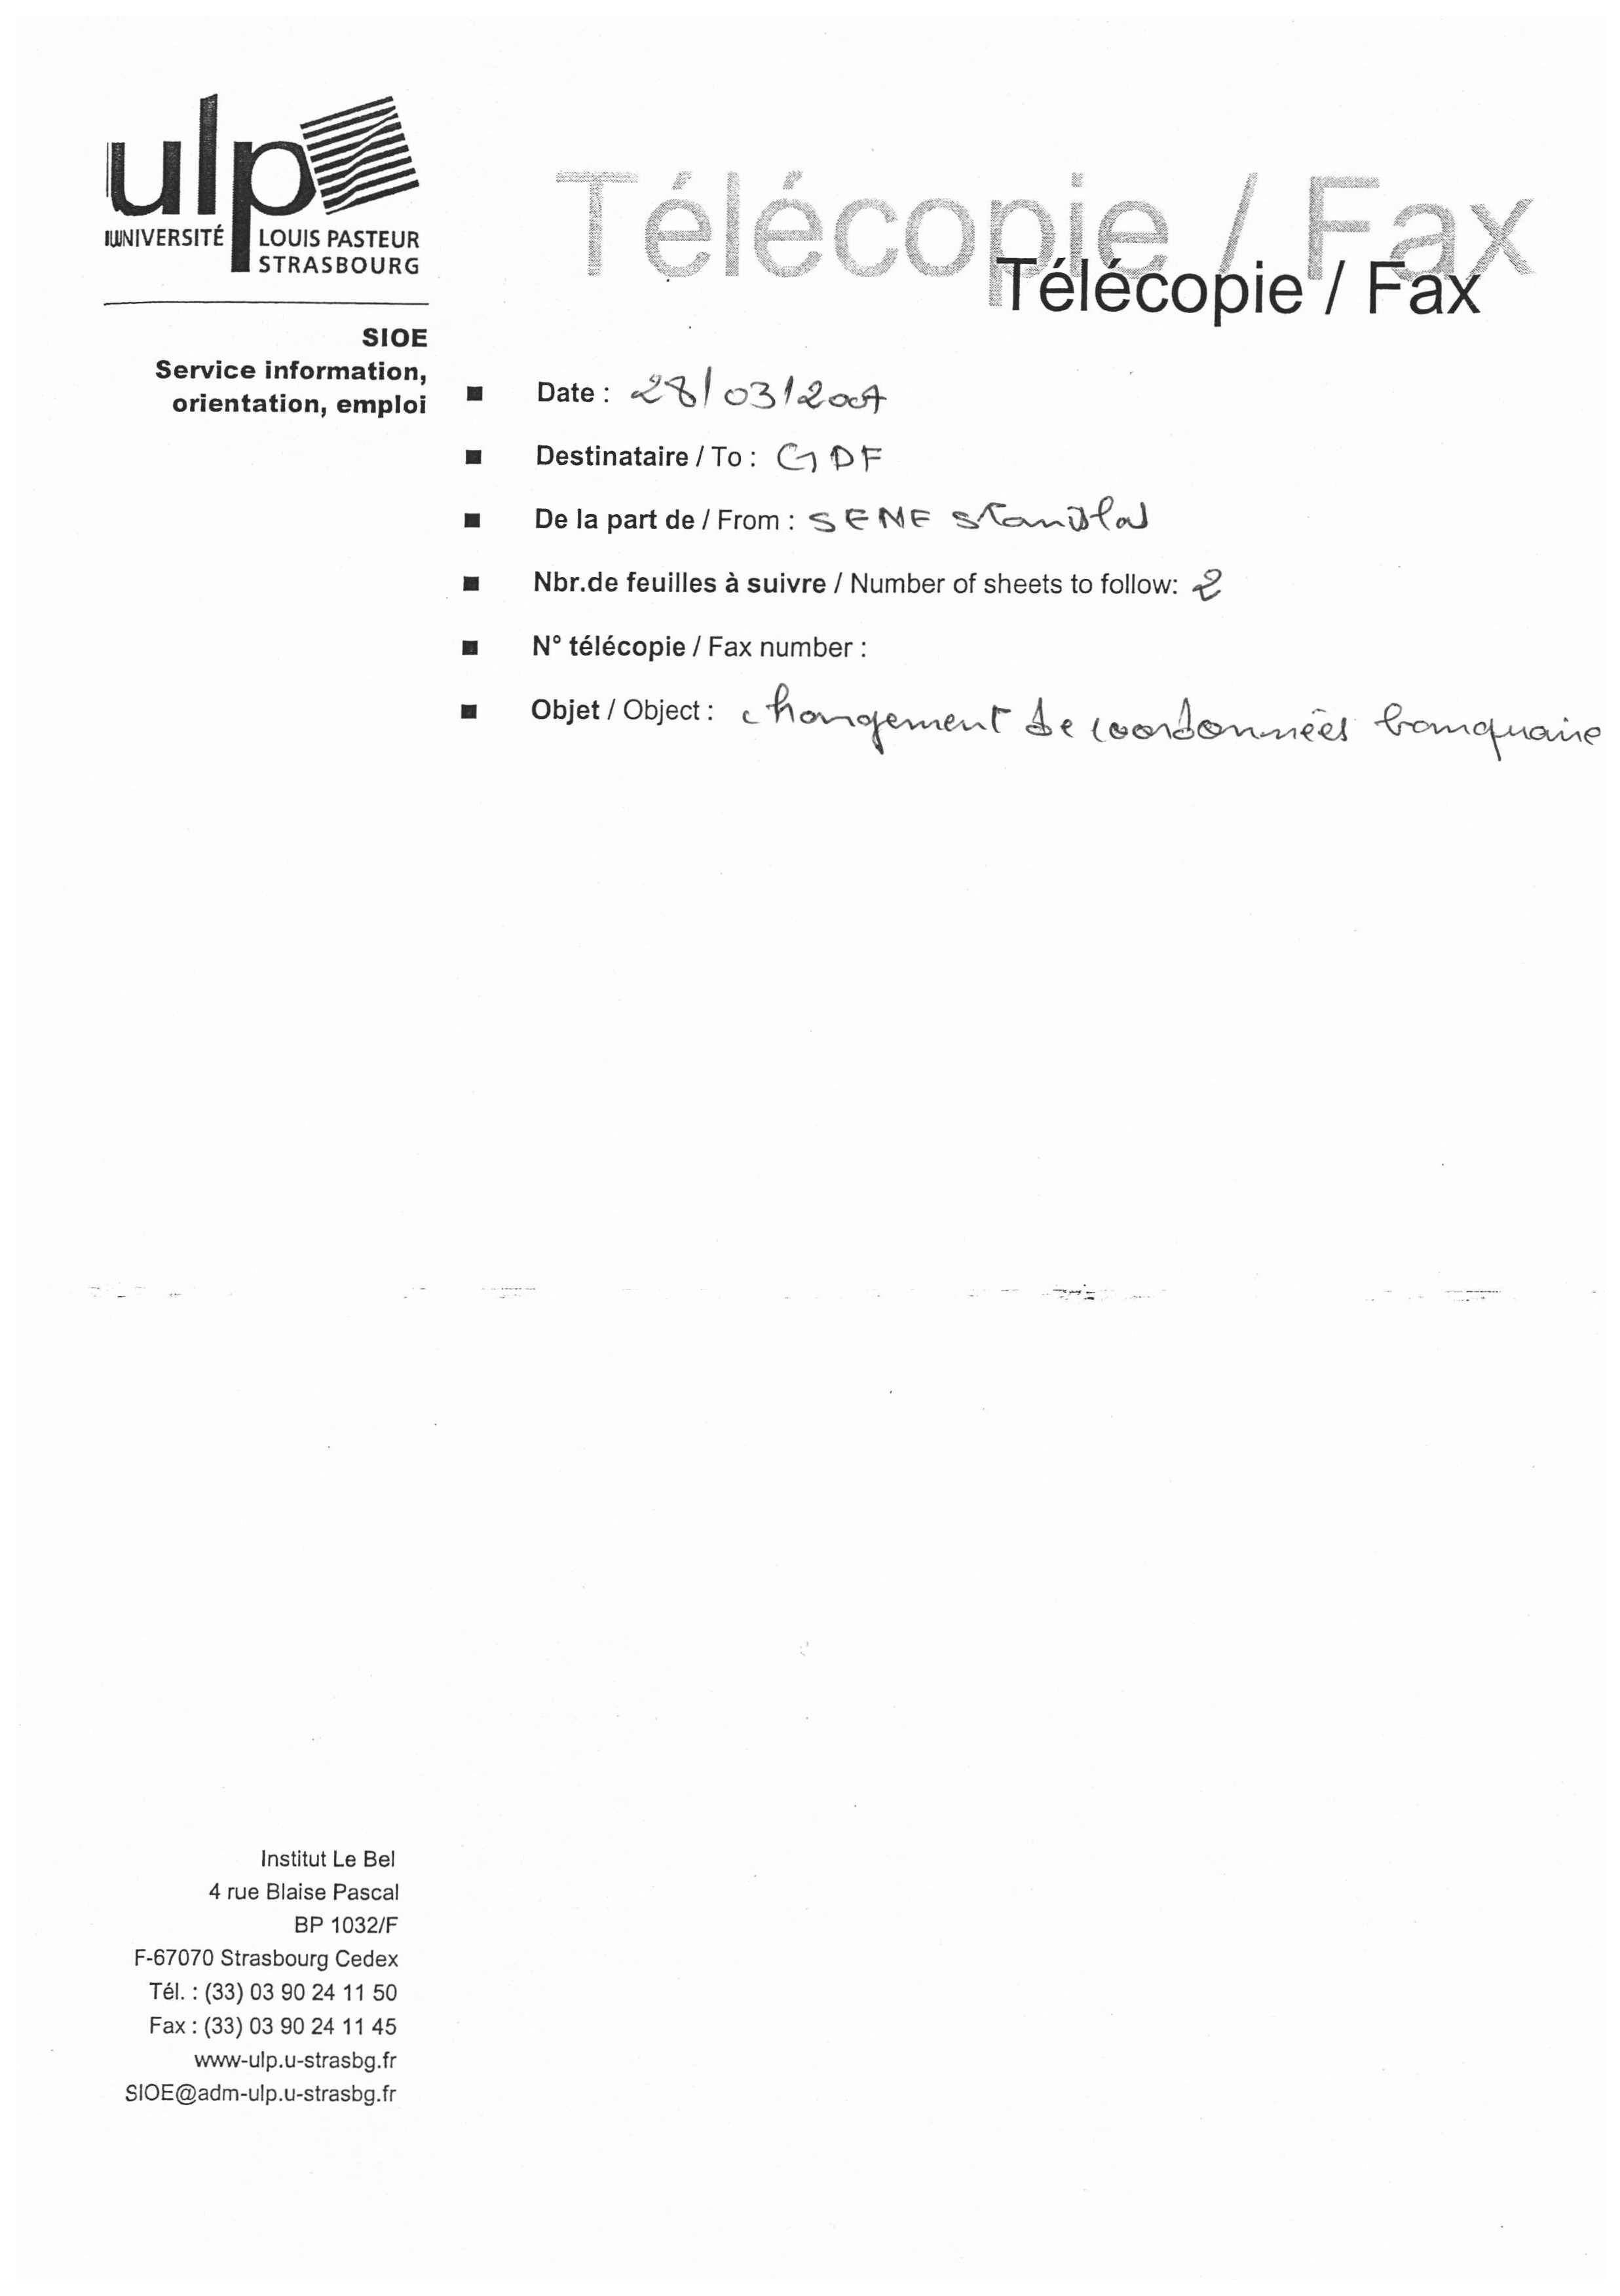 ulp
UNIVERSITÉ LOUIS PASTEUR
STRASBOURG
Télécopie / Fax
Télécopie / Fax
SIOE
Service information,
orientation, emploi
Date : 28/03/2007
Destinataire / To : GDF
De la part de / From : SENE Stanislas
Nbr.de feuilles à suivre / Number of sheets to follow: 2
N° télécopie / Fax number :
Objet / Object : changement de coordonnées banquaire
Institut Le Bel
4 rue Blaise Pascal
BP 1032/F
F-67070 Strasbourg Cedex
Tél. : (33) 03 90 24 11 50
Fax : (33) 03 90 24 11 45
www-ulp.u-strasbg.fr
SIOE@adm-ulp.u-strasbg.fr